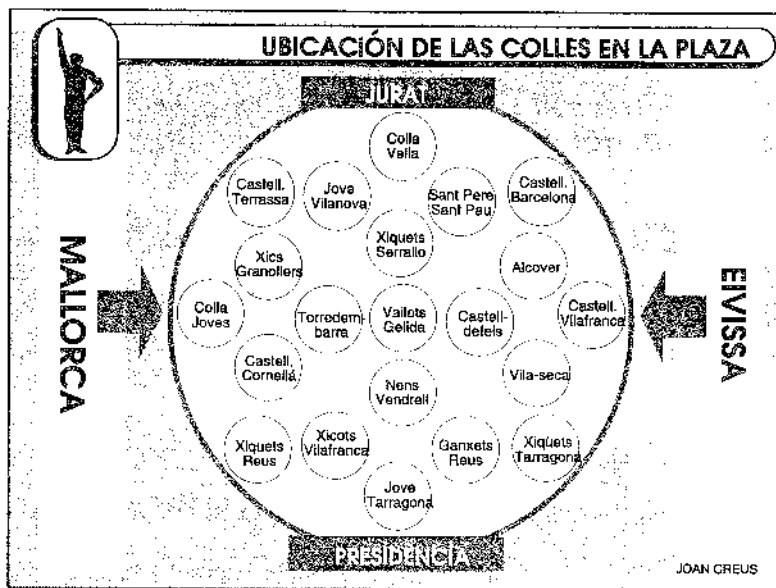 UBICACIÓN DE LAS COLLES EN LA PLAZA
JURAT
Colla
Vella
Castell.
Terrassa
Jove
Vilanova
Sant Pere
Sant Pau
Castell.
Barcelona
Xiquets
Serrallo
Xics
Granollers
Alcover
MALLORCA
Colla
Joves
Torredem-
barra
Vailets
Gelida
Castell-
defels
Castell.
Vilafranca
EIVISSA
Castell.
Cornellá
Nens
Vendrell
Vila-seca
Xiquets
Reus
Xicots
Vilafranca
Ganxets
Reus
Xiquets
Tarragona
Jove
Tarragona
PRESIDENCIA
JOAN CREUS